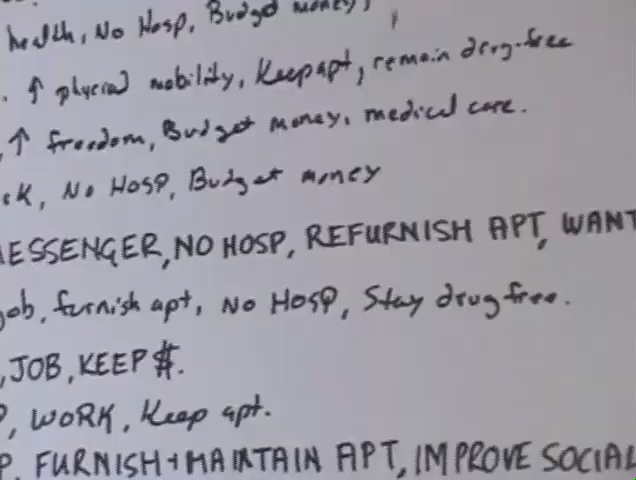 health, No Hosp, Budget money,
. ↑ physical mobility, Keep apt, remain drug-free
, ↑ freedom, Budget money, medical care.
ck, No Hosp, Budget money
MESSENGER, NO HOSP, REFURNISH APT, WANT
job, furnish apt, No Hosp, Stay drug free.
, JOB, KEEP $.
P, WORK, Keep apt.
P, FURNISH + MAINTAIN APT, IMPROVE SOCIAL